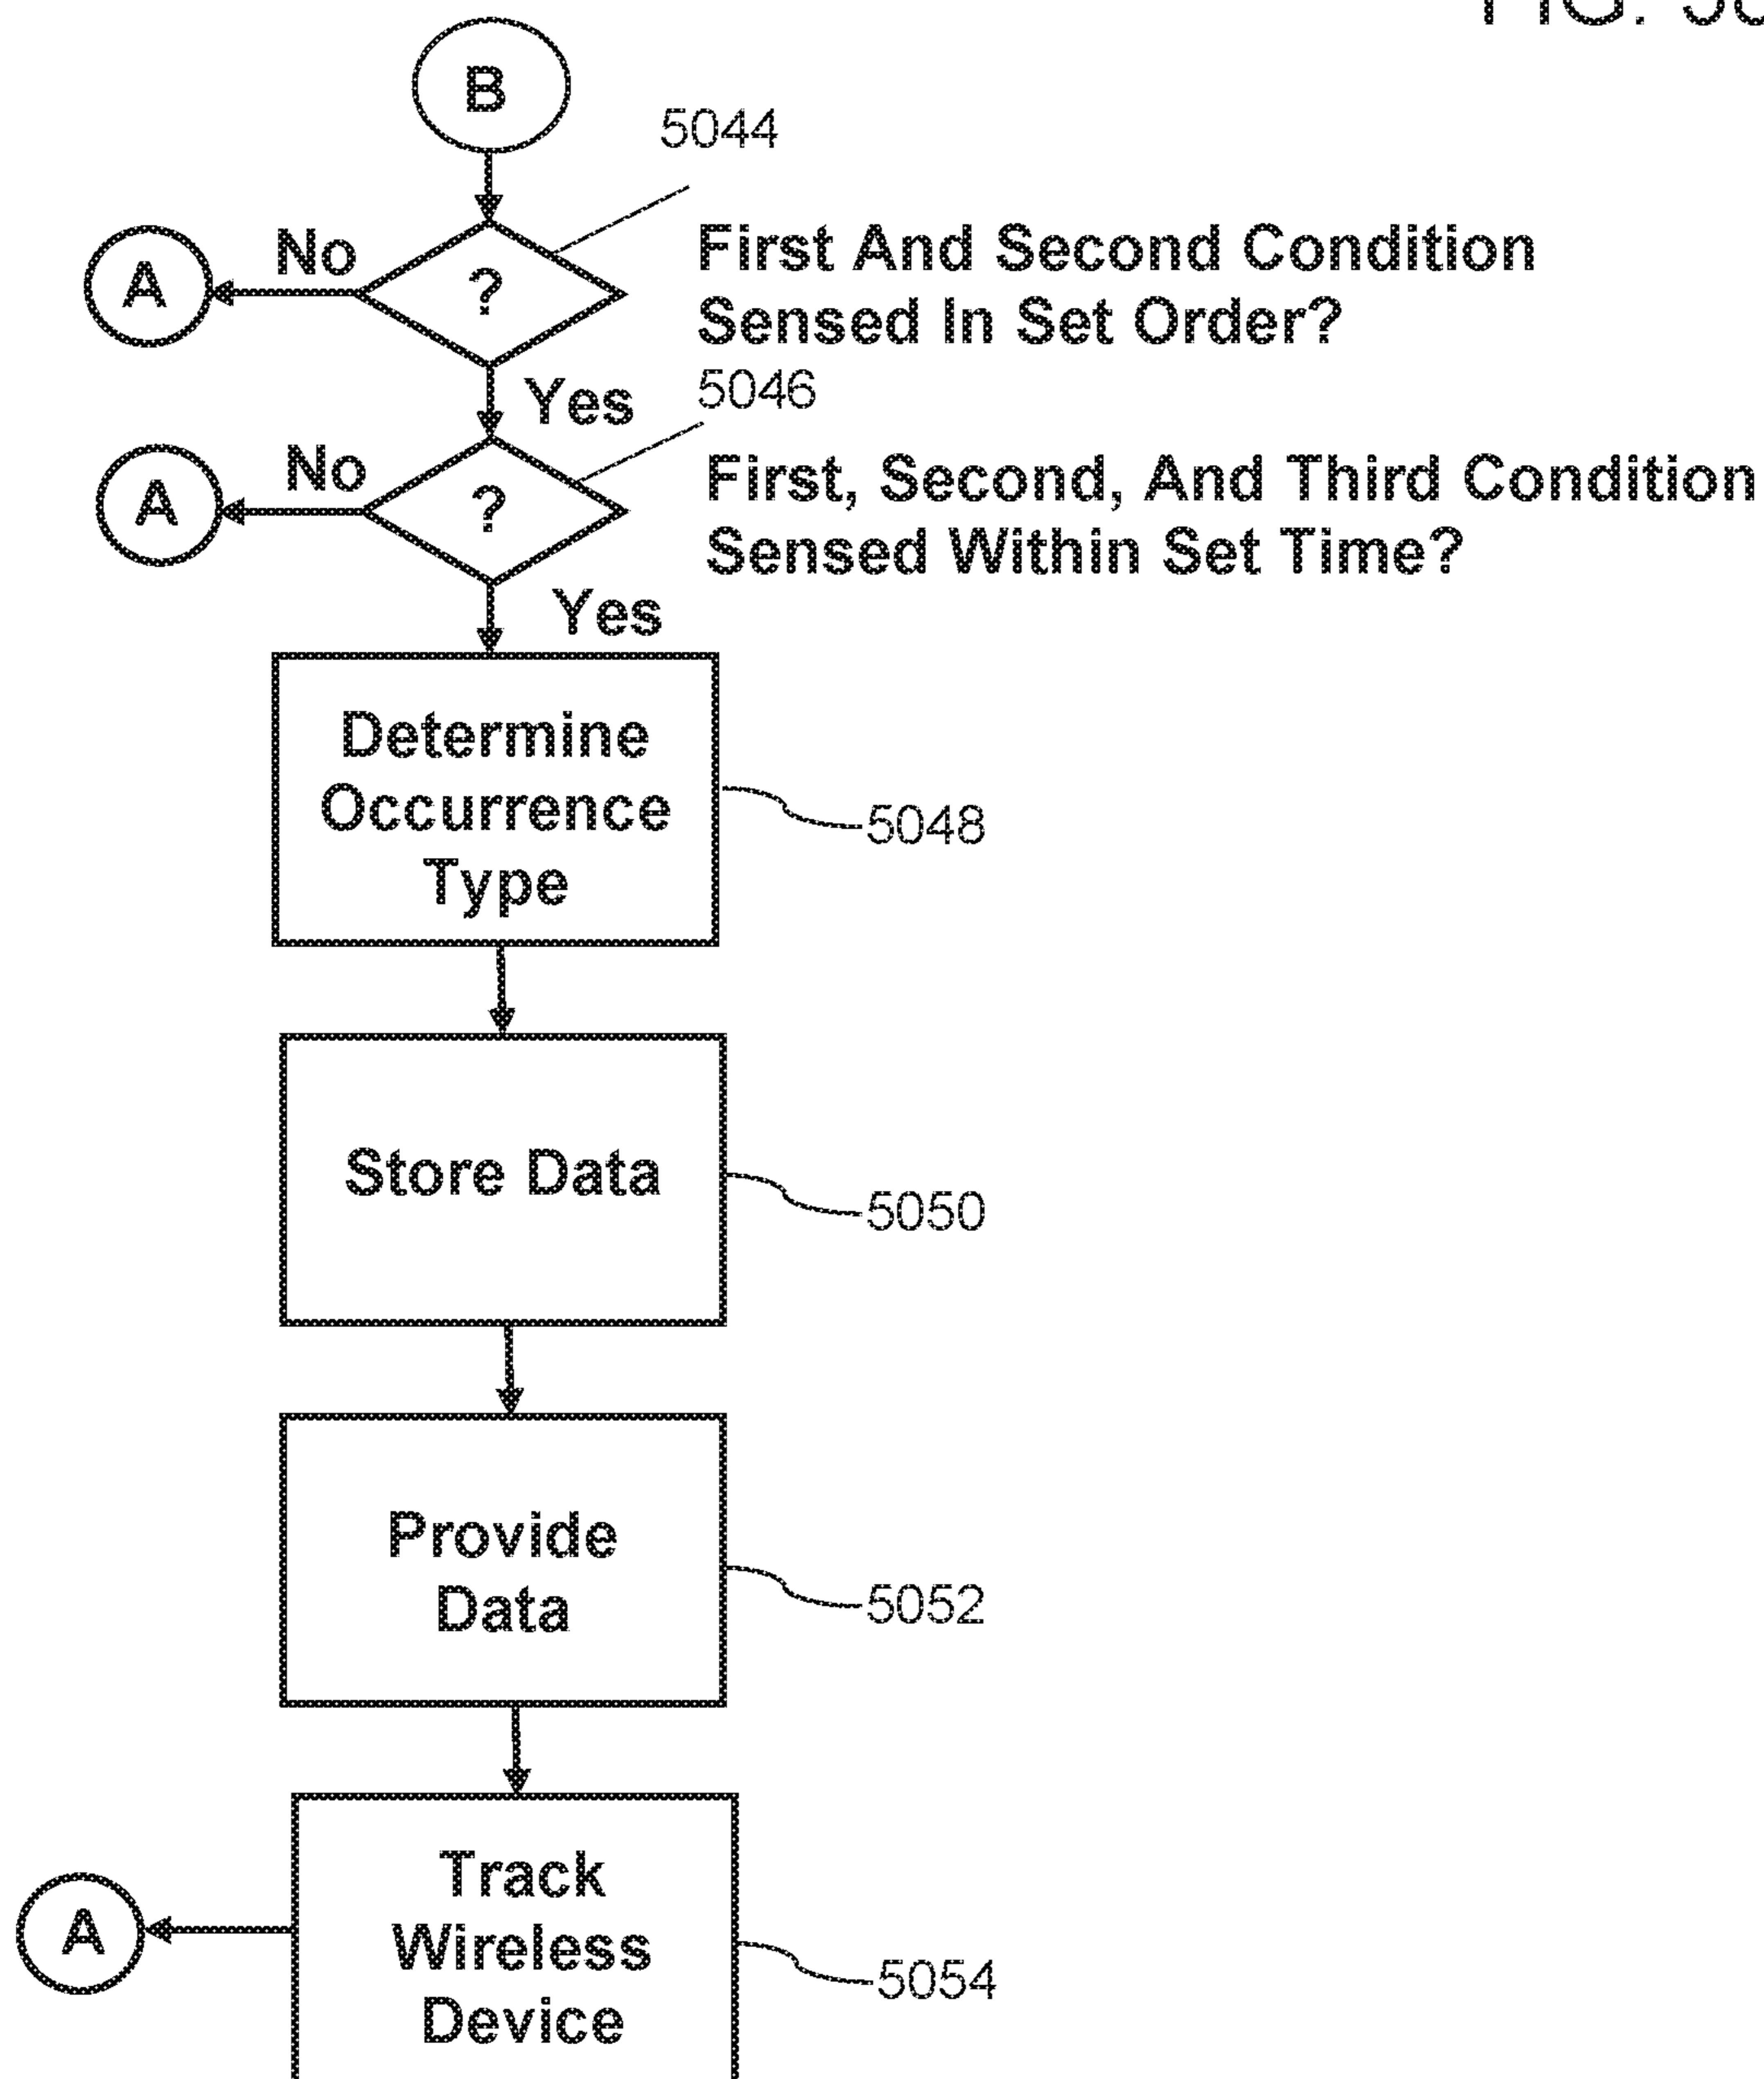 FIG.
B
5044
No
A
?
First And Second Condition
Sensed In Set Order?
Yes
5046
No
A
?
First, Second, And Third Condition
Sensed Within Set Time?
Yes
Determine
Occurrence
Type
5048
Store Data
5050
Provide
Data
5052
Track
Wireless
Device
A
5054